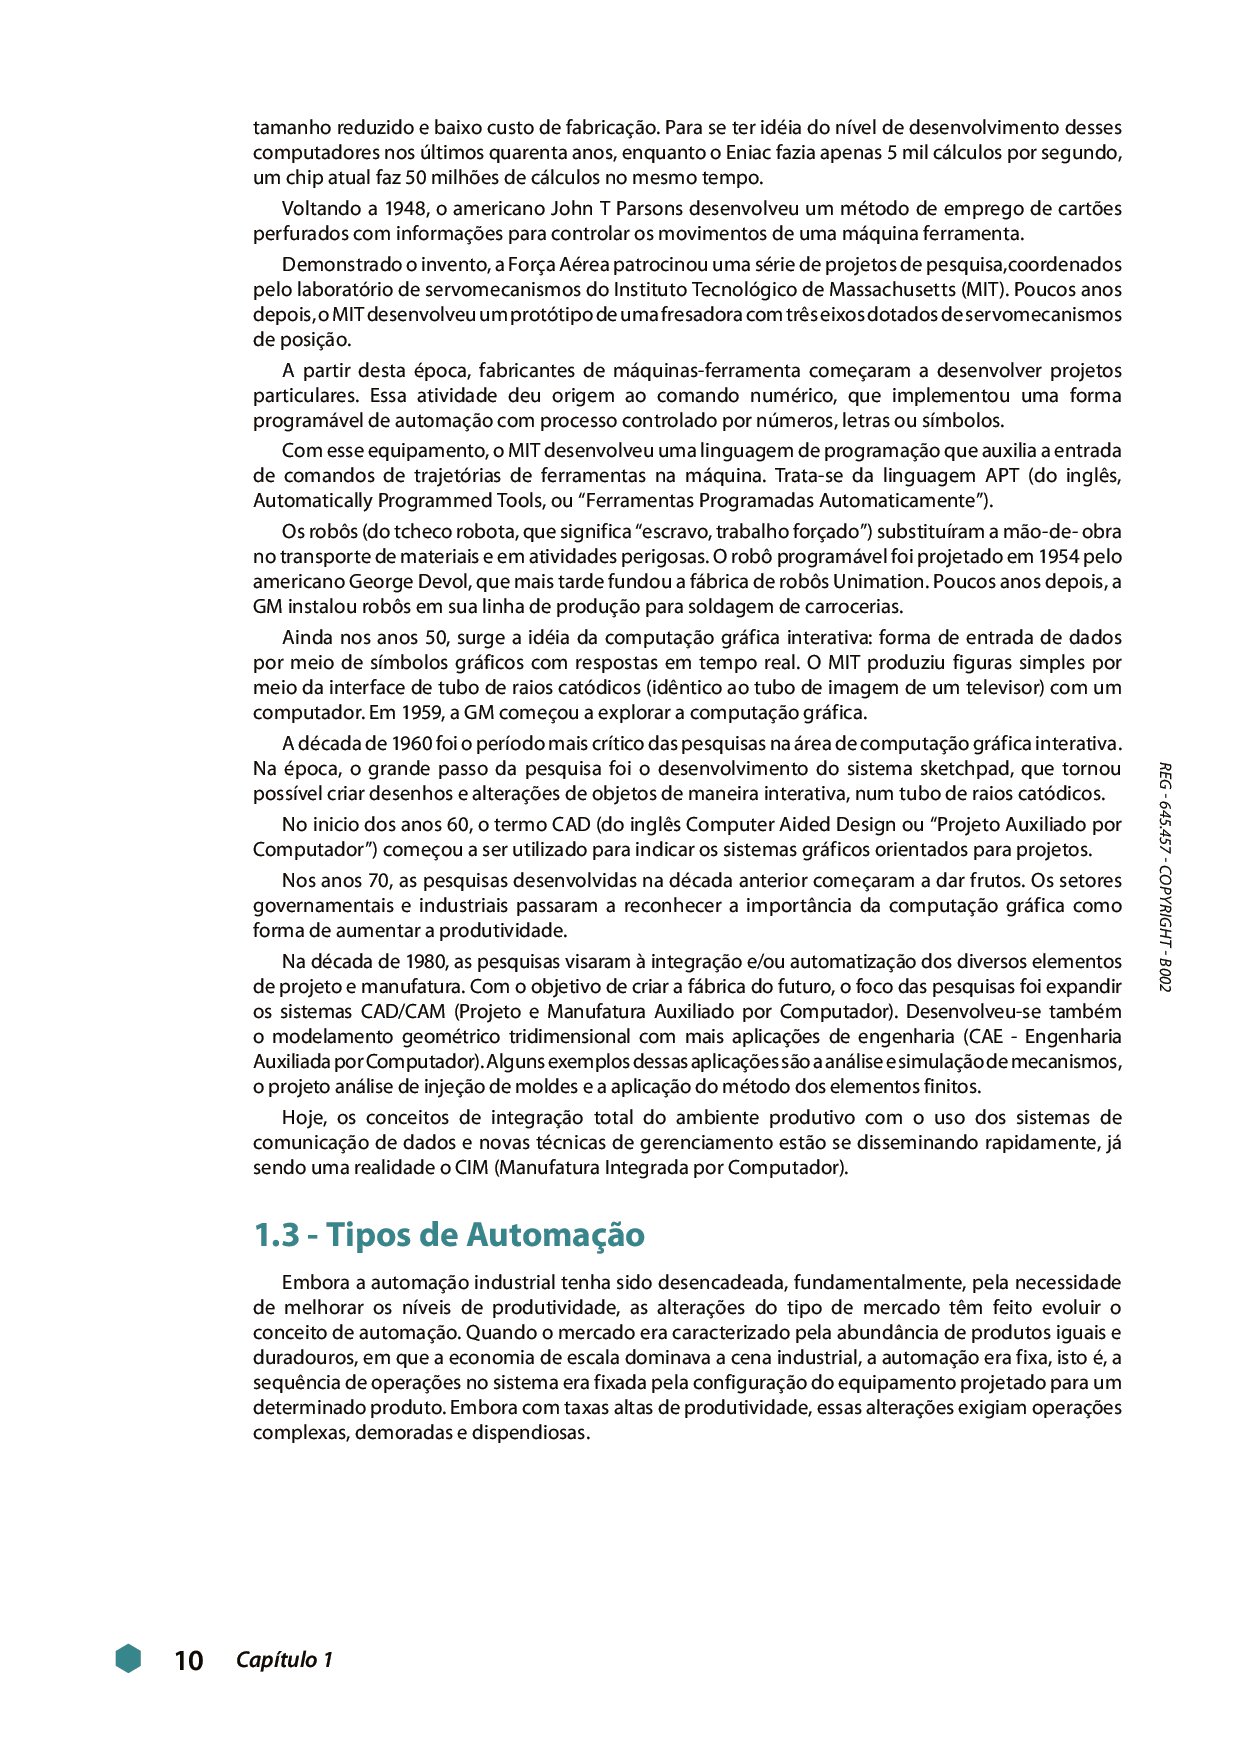 tamanho reduzido e baixo custo de fabricação. Para se ter idéia do nível de desenvolvimento desses
computadores nos últimos quarenta anos, enquanto o Eniac fazia apenas 5 mil cálculos por segundo,
um chip atual faz 50 milhões de cálculos no mesmo tempo.
Voltando a 1948, o americano John T Parsons desenvolveu um método de emprego de cartões
perfurados com informações para controlar os movimentos de uma máquina ferramenta.
Demonstrado o invento, a Força Aérea patrocinou uma série de projetos de pesquisa,coordenados
pelo laboratório de servomecanismos do Instituto Tecnológico de Massachusetts (MIT). Poucos anos
depois, o MIT desenvolveu um protótipo de uma fresadora com três eixos dotados de servomecanismos
de posição.
A partir desta época, fabricantes de máquinas-ferramenta começaram a desenvolver projetos
particulares. Essa atividade deu origem ao comando numérico, que implementou uma forma
programável de automação com processo controlado por números, letras ou símbolos.
Com esse equipamento, o MIT desenvolveu uma linguagem de programação que auxilia a entrada
de comandos de trajetórias de ferramentas na máquina. Trata-se da linguagem APT (do inglês,
Automatically Programmed Tools, ou “Ferramentas Programadas Automaticamente”).
Os robôs (do tcheco robota, que significa “escravo, trabalho forçado”) substituíram a mão-de- obra
no transporte de materiais e em atividades perigosas. O robô programável foi projetado em 1954 pelo
americano George Devol, que mais tarde fundou a fábrica de robôs Unimation. Poucos anos depois, a
GM instalou robôs em sua linha de produção para soldagem de carrocerias.
Ainda nos anos 50, surge a idéia da computação gráfica interativa: forma de entrada de dados
por meio de símbolos gráficos com respostas em tempo real. O MIT produziu figuras simples por
meio da interface de tubo de raios catódicos (idêntico ao tubo de imagem de um televisor) com um
computador. Em 1959, a GM começou a explorar a computação gráfica.
A década de 1960 foi o período mais crítico das pesquisas na área de computação gráfica interativa.
Na época, o grande passo da pesquisa foi o desenvolvimento do sistema sketchpad, que tornou
possível criar desenhos e alterações de objetos de maneira interativa, num tubo de raios catódicos.
No inicio dos anos 60, o termo CAD (do inglês Computer Aided Design ou “Projeto Auxiliado por
Computador”) começou a ser utilizado para indicar os sistemas gráficos orientados para projetos.
Nos anos 70, as pesquisas desenvolvidas na década anterior começaram a dar frutos. Os setores
governamentais e industriais passaram a reconhecer a importância da computação gráfica como
forma de aumentar a produtividade.
Na década de 1980, as pesquisas visaram à integração e/ou automatização dos diversos elementos
de projeto e manufatura. Com o objetivo de criar a fábrica do futuro, o foco das pesquisas foi expandir
os sistemas CAD/CAM (Projeto e Manufatura Auxiliado por Computador). Desenvolveu-se também
o modelamento geométrico tridimensional com mais aplicações de engenharia (CAE - Engenharia
Auxiliada por Computador). Alguns exemplos dessas aplicações são a análise e simulação de mecanismos,
o projeto análise de injeção de moldes e a aplicação do método dos elementos finitos.
Hoje, os conceitos de integração total do ambiente produtivo com o uso dos sistemas de
comunicação de dados e novas técnicas de gerenciamento estão se disseminando rapidamente, já
sendo uma realidade o CIM (Manufatura Integrada por Computador).
1.3 - Tipos de Automação
Embora a automação industrial tenha sido desencadeada, fundamentalmente, pela necessidade
de melhorar os níveis de produtividade, as alterações do tipo de mercado têm feito evoluir o
conceito de automação. Quando o mercado era caracterizado pela abundância de produtos iguais e
duradouros, em que a economia de escala dominava a cena industrial, a automação era fixa, isto é, a
sequência de operações no sistema era fixada pela configuração do equipamento projetado para um
determinado produto. Embora com taxas altas de produtividade, essas alterações exigiam operações
complexas, demoradas e dispendiosas.
REG - 645.457 - COPYRIGHT - B002
10 Capítulo 1